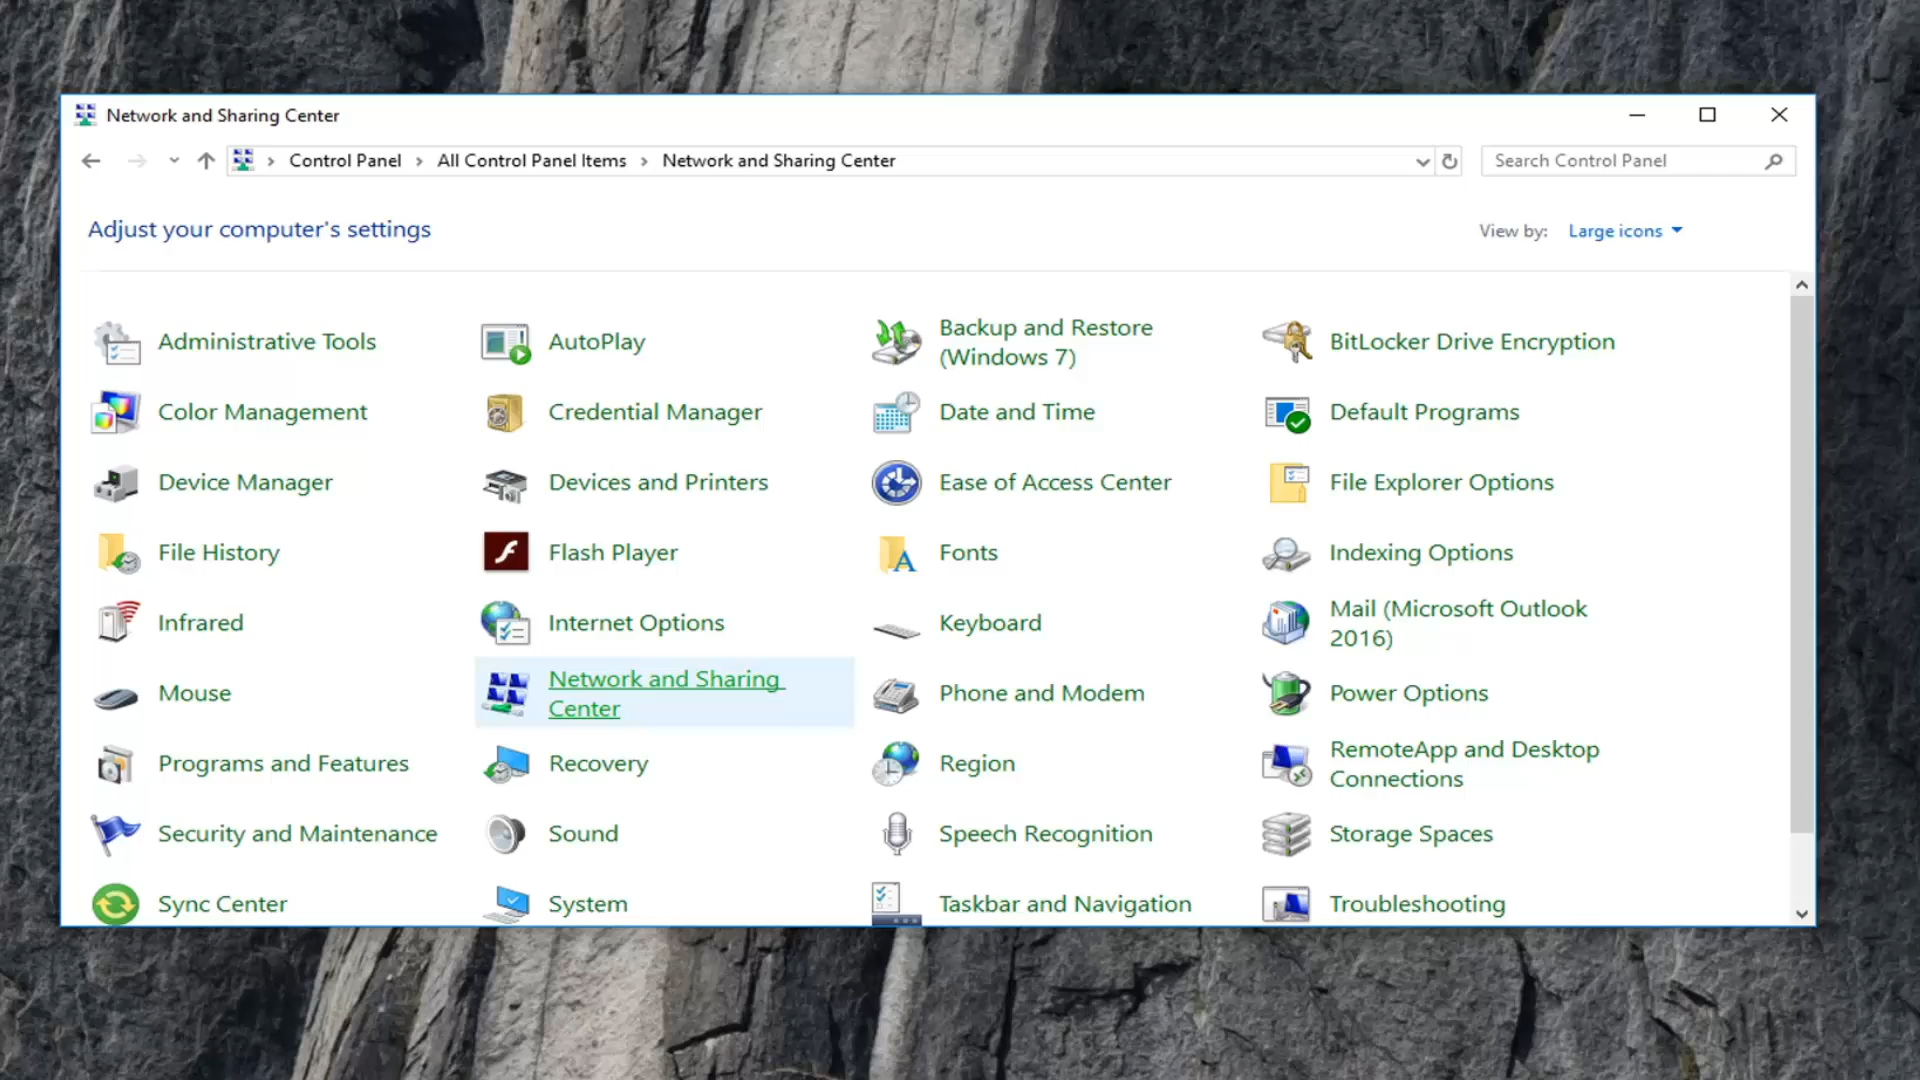 Network and Sharing Center
Control Panel > All Control Panel Items > Network and Sharing Center
Search Control Panel
Adjust your computer's settings
View by: Large icons
Administrative Tools
AutoPlay
Backup and Restore
(Windows 7)
BitLocker Drive Encryption
Color Management
Credential Manager
Date and Time
Default Programs
Device Manager
Devices and Printers
Ease of Access Center
File Explorer Options
File History
Flash Player
Fonts
Indexing Options
Infrared
Internet Options
Keyboard
Mail (Microsoft Outlook
2016)
Mouse
Network and Sharing
Center
Phone and Modem
Power Options
Programs and Features
Recovery
Region
RemoteApp and Desktop
Connections
Security and Maintenance
Sound
Speech Recognition
Storage Spaces
Sync Center
System
Taskbar and Navigation
Troubleshooting